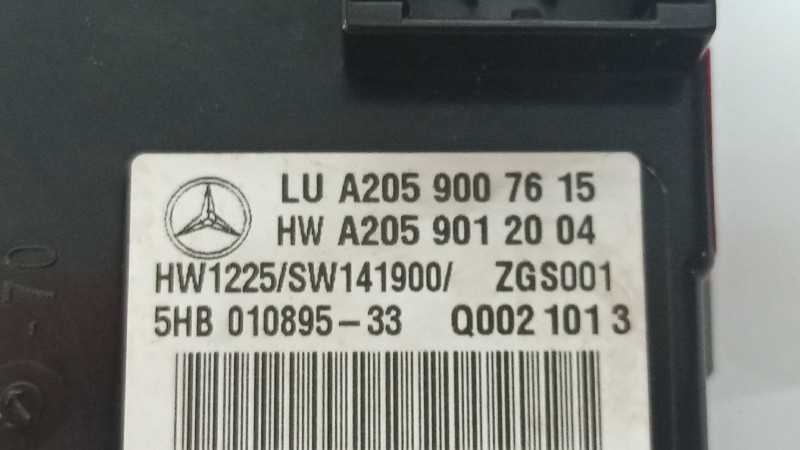 LU A205 900 76 15
HW A205 901 20 04
HW1225/SW141900/ ZGS001
5HB 010895-33 Q002 101 3
-70